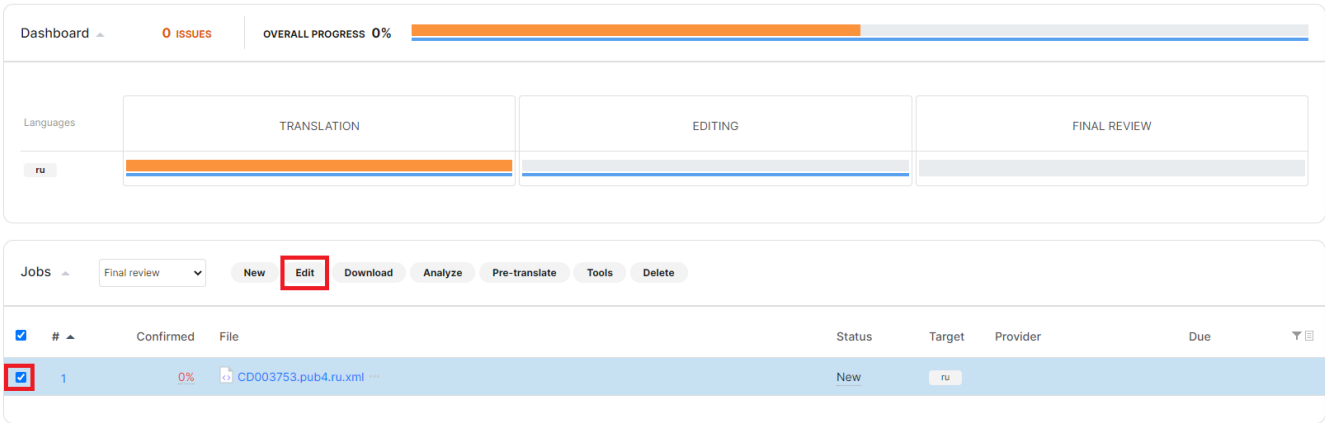 Dashboard 0 ISSUES OVERALL PROGRESS 0%
Languages TRANSLATION EDITING FINAL REVIEW
ru
Jobs Final review New Edit Download Analyze Pre-translate Tools Delete
# Confirmed File Status Target Provider Due
1 0% CD003753.pub4.ru.xml ··· New ru